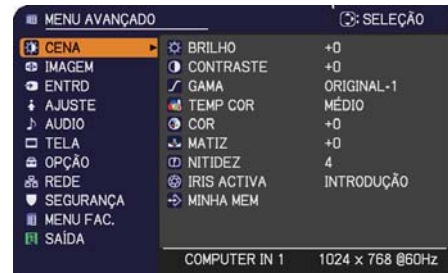 MENU AVANÇADO : SELEÇÃO
CENA BRILHO +0
IMAGEM CONTRASTE +0
ENTRD GAMA ORIGINAL-1
AJUSTE TEMP COR MÉDIO
AUDIO COR +0
TELA MATIZ +0
OPÇÃO NITIDEZ 4
REDE IRIS ACTIVA INTRODUÇÃO
SEGURANÇA MINHA MEM
MENU FAC.
SAÍDA
COMPUTER IN 1 1024 x 768 @60Hz